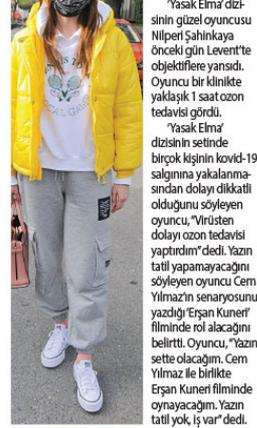 'Yasak Elma' dizi-
sinin güzel oyuncusu
Nilperi Şahinkaya
önceki gün Levent'te
objektiflere yansıdı.
Oyuncu bir klinikte
yaklaşık 1 saat ozon
tedavisi gördü.
'Yasak Elma'
dizisinin setinde
birçok kişinin kovid-19
salgınına yakalanma-
sından dolayı dikkatli
olduğunu söyleyen
oyuncu, "Virüsten
dolayı ozon tedavisi
yaptırdım" dedi. Yazın
tatil yapamayacağını
söyleyen oyuncu Cem
Yılmaz'ın senaryosunu
yazdığı 'Erşan Kuneri'
filminde rol alacağını
belirtti. Oyuncu, "Yazın
sette olacağım. Cem
Yılmaz ile birlikte
Erşan Kuneri filminde
oynayacağım. Yazın
tatil yok, iş var" dedi.